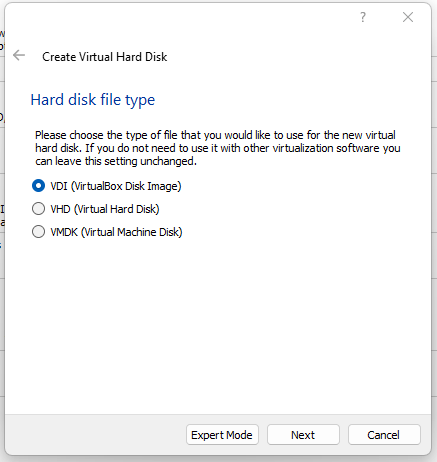 ?
Create Virtual Hard Disk
Hard disk file type
Please choose the type of file that you would like to use for the new virtual
hard disk. If you do not need to use it with other virtualization software you
can leave this setting unchanged.
VDI (VirtualBox Disk Image)
VHD (Virtual Hard Disk)
VMDK (Virtual Machine Disk)
Expert Mode Next Cancel